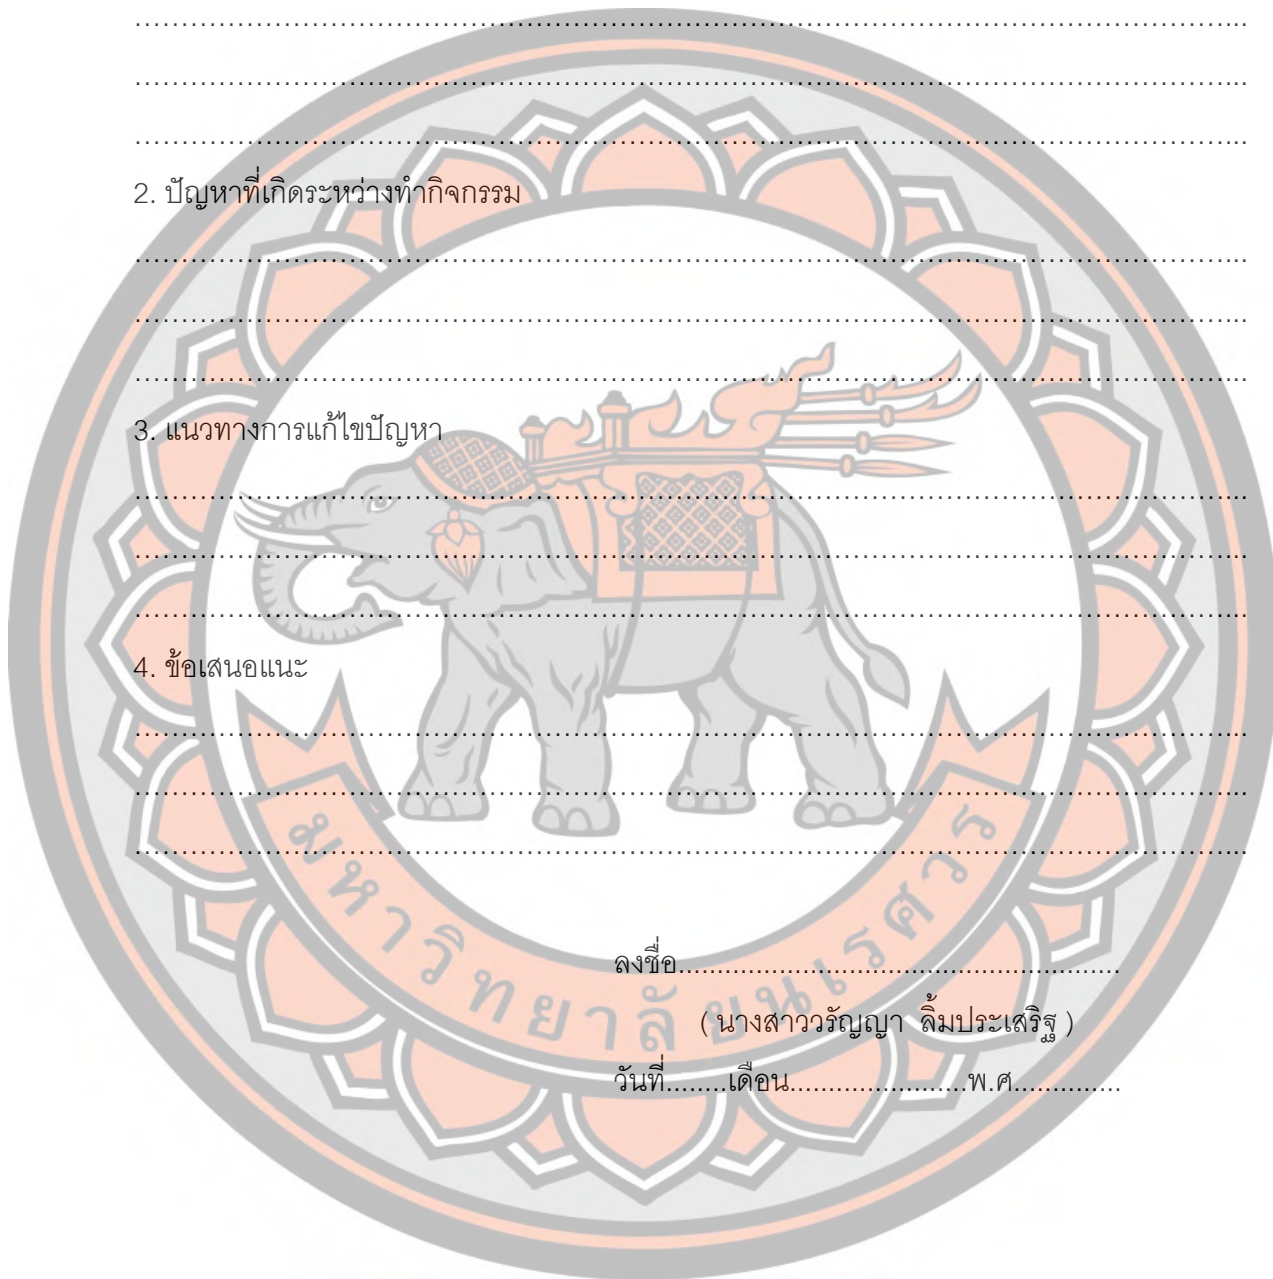 ................................................................................
................................................................................
................................................................................
2. ปัญหาที่เกิดระหว่างทำกิจกรรม
................................................................................
................................................................................
................................................................................
3. แนวทางการแก้ไขปัญหา
................................................................................
................................................................................
................................................................................
4. ข้อเสนอแนะ
................................................................................
................................................................................
................................................................................
มหาวิทยาลัยนเรศวร
ลงชื่อ.........................................................
( นางสาววรัญญา ลิ้มประเสริฐ )
วันที่........เดือน.......................พ.ศ..............